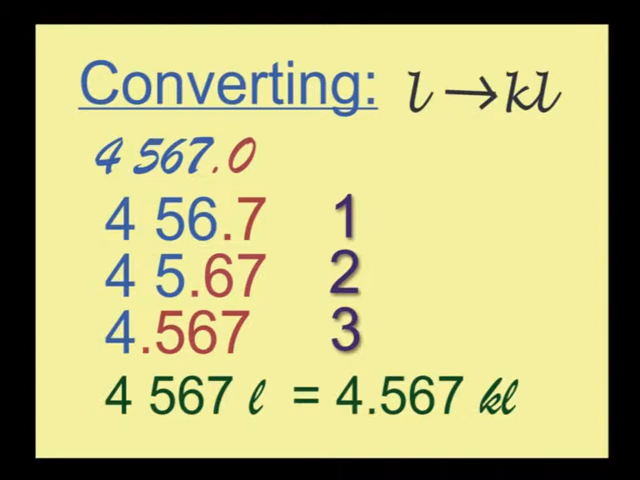 Converting: l → kl
4 567.0
4 56.7 1
4 5.67 2
4.567 3
4 567 l = 4.567 kl